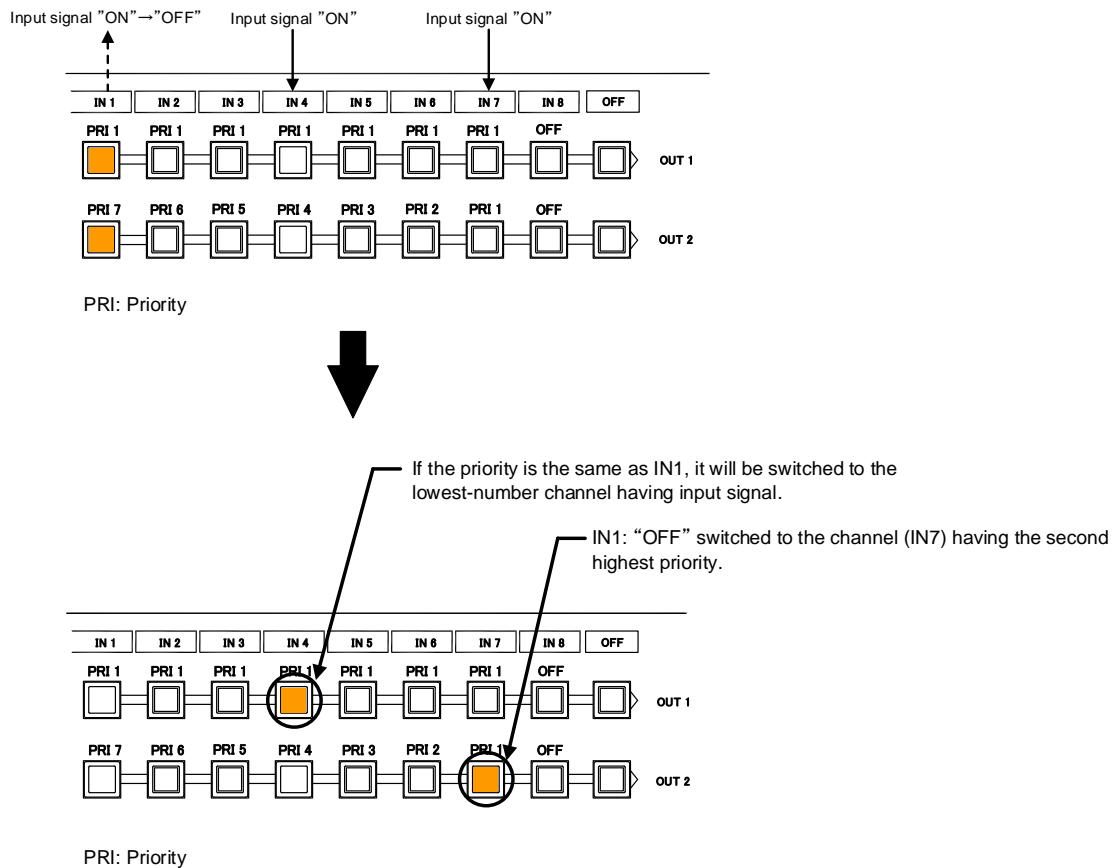 Input signal ”ON”→”OFF” Input signal ”ON” Input signal ”ON”
IN 1 IN 2 IN 3 IN 4 IN 5 IN 6 IN 7 IN 8 OFF
PRI 1 PRI 1 PRI 1 PRI 1 PRI 1 PRI 1 PRI 1 OFF
OUT 1
PRI 7 PRI 6 PRI 5 PRI 4 PRI 3 PRI 2 PRI 1 OFF
OUT 2
PRI: Priority
If the priority is the same as IN1, it will be switched to the
lowest-number channel having input signal.
IN1: “OFF” switched to the channel (IN7) having the second
highest priority.
IN 1 IN 2 IN 3 IN 4 IN 5 IN 6 IN 7 IN 8 OFF
PRI 1 PRI 1 PRI 1 PRI 1 PRI 1 PRI 1 PRI 1 OFF
OUT 1
PRI 7 PRI 6 PRI 5 PRI 4 PRI 3 PRI 2 PRI 1 OFF
OUT 2
PRI: Priority